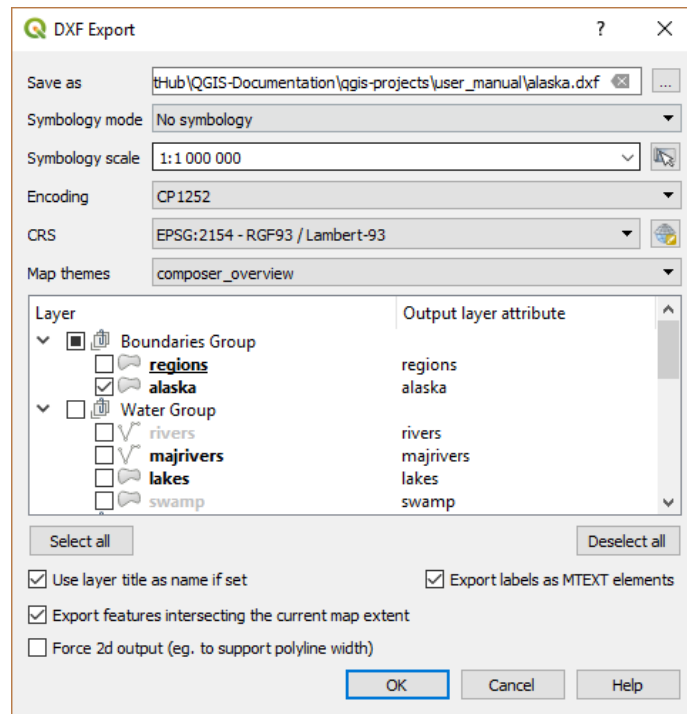 DXF Export ?
Save as tHub\QGIS-Documentation\qgis-projects\user_manual\alaska.dxf ...
Symbology mode No symbology
Symbology scale 1:1 000 000
Encoding CP1252
CRS EPSG:2154 - RGF93 / Lambert-93
Map themes composer_overview
Layer Output layer attribute
Boundaries Group
regions regions
alaska alaska
Water Group
rivers rivers
majrivers majrivers
lakes lakes
swamp swamp
Select all Deselect all
Use layer title as name if set Export labels as MTEXT elements
Export features intersecting the current map extent
Force 2d output (eg. to support polyline width)
OK Cancel Help